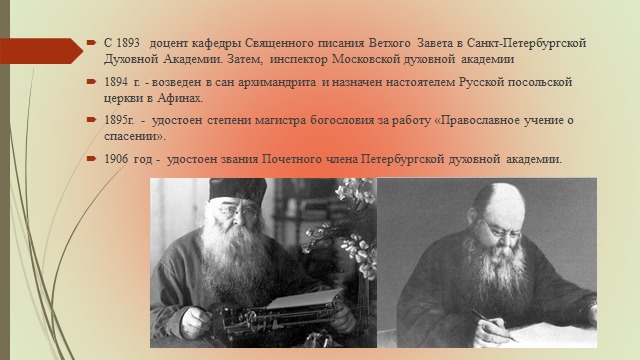 С 1893 доцент кафедры Священного писания Ветхого Завета в Санкт-Петербургской
Духовной Академии. Затем, инспектор Московской духовной академии
1894 г. - возведен в сан архимандрита и назначен настоятелем Русской посольской
церкви в Афинах.
1895г. - удостоен степени магистра богословия за работу «Православное учение о
спасении».
1906 год - удостоен звания Почетного члена Петербургской духовной академии.